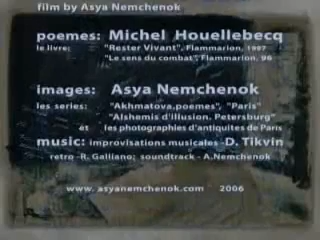 film by Asya Nemchenok
poemes: Michel Houellebecq
le livre: "Rester Vivant", Flammarion, 1997
"Le sens du combat", Flammarion, 96
images: Asya Nemchenok
les series: "Akhmatova.poemes", "Paris"
"Alshemis d'illusion. Petersburg"
et les photographies d'antiquites de Paris
music: improvisations musicales -D. Tikvin
retro -R. Galliano; soundtrack - A.Nemchenok
www. asyanemchenok.com 2006